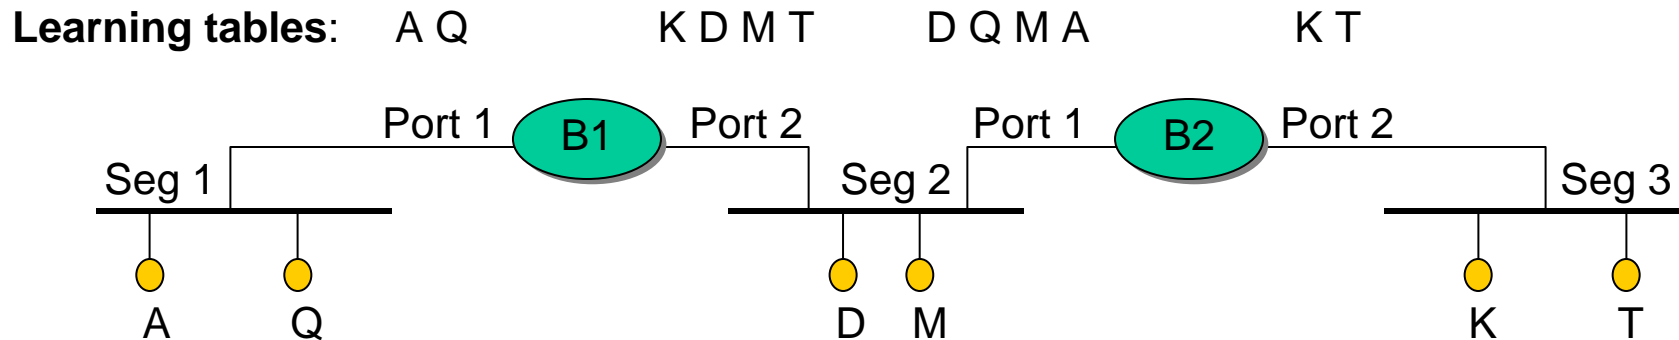 Learning tables: A Q K D M T D Q M A K T
Port 1 B1 Port 2 Port 1 B2 Port 2
Seg 1 Seg 2 Seg 3
A Q D M K T